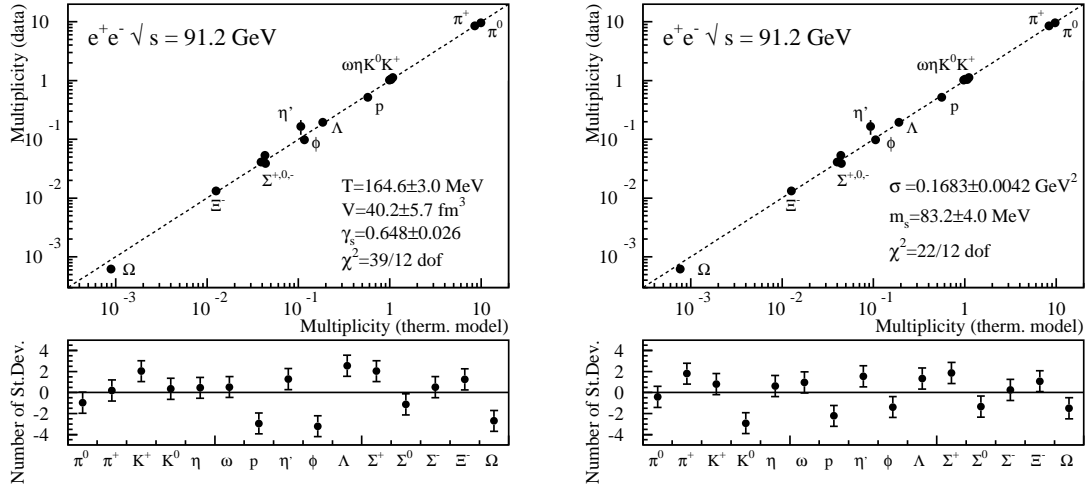 Multiplicity (data)
10
1
10⁻¹
10⁻²
10⁻³
e⁺e⁻ √ s = 91.2 GeV
π⁺
π⁰
ωηK⁰K⁺
p
η’
Λ
φ
Σ⁺,⁰,⁻
Ξ⁻
Ω
T=164.6±3.0 MeV
V=40.2±5.7 fm³
γₛ=0.648±0.026
χ²=39/12 dof
10⁻³ 10⁻² 10⁻¹ 1 10
Multiplicity (therm. model)
Number of St.Dev.
4
2
0
-2
-4
π⁰ π⁺ K⁺ K⁰ η ω p η’ φ Λ Σ⁺ Σ⁰ Σ⁻ Ξ⁻ Ω
Multiplicity (data)
10
1
10⁻¹
10⁻²
10⁻³
e⁺e⁻ √ s = 91.2 GeV
π⁺
π⁰
ωηK⁰K⁺
p
η’
Λ
φ
Σ⁺,⁰,⁻
Ξ⁻
Ω
σ =0.1683±0.0042 GeV²
mₛ=83.2±4.0 MeV
χ²=22/12 dof
10⁻³ 10⁻² 10⁻¹ 1 10
Multiplicity (therm. model)
Number of St.Dev.
4
2
0
-2
-4
π⁰ π⁺ K⁺ K⁰ η ω p η’ φ Λ Σ⁺ Σ⁰ Σ⁻ Ξ⁻ Ω